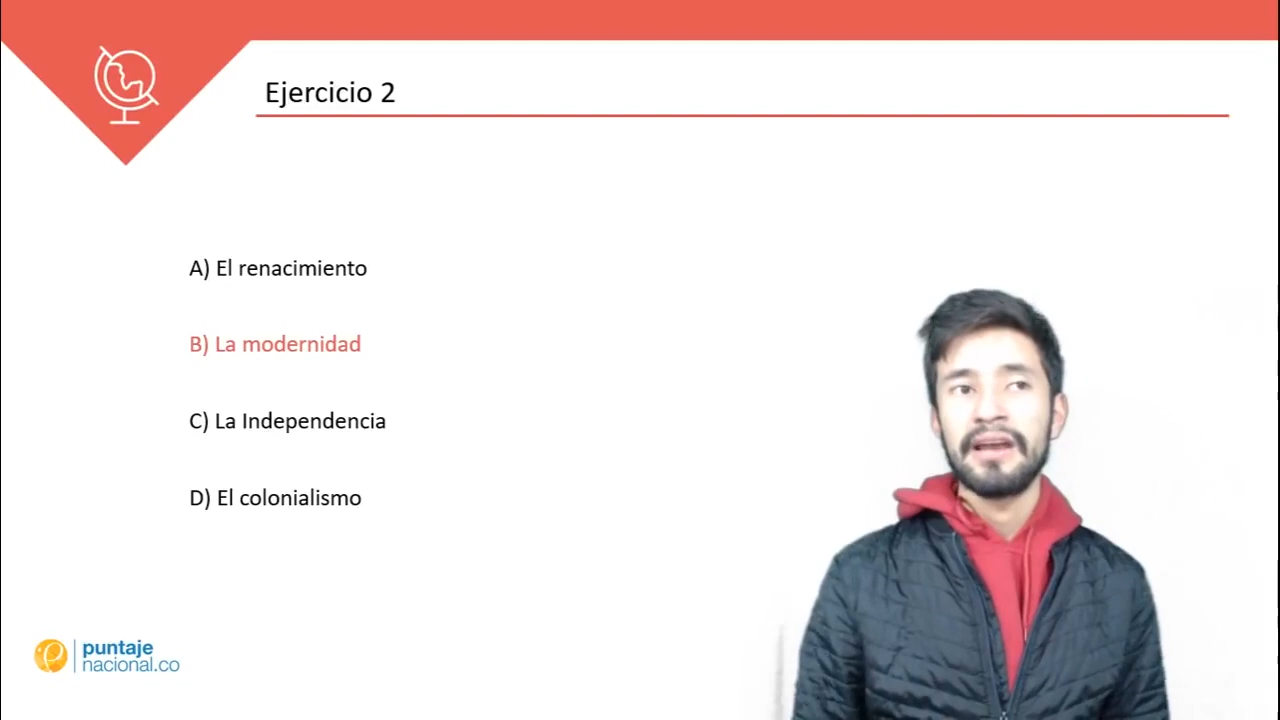 Ejercicio 2
A) El renacimiento
B) La modernidad
C) La Independencia
D) El colonialismo
puntaje
nacional.co